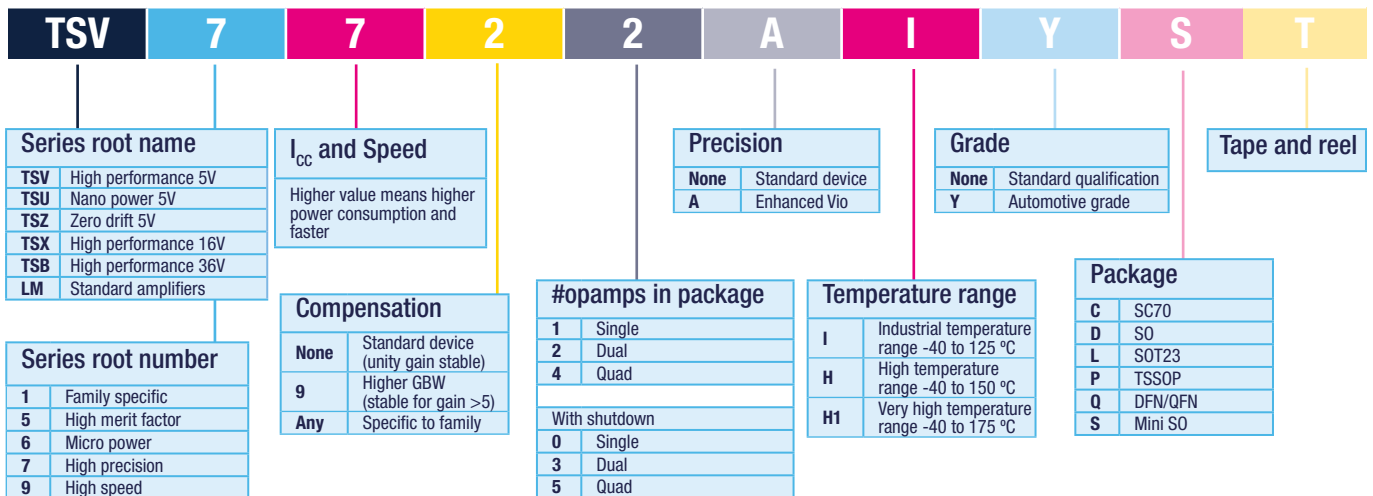 TSV 7 7 2 2 A I Y S T
Series root name
TSV High performance 5V
TSU Nano power 5V
TSZ Zero drift 5V
TSX High performance 16V
TSB High performance 36V
LM Standard amplifiers
Series root number
1 Family specific
5 High merit factor
6 Micro power
7 High precision
9 High speed
Icc and Speed
Higher value means higher
power consumption and
faster
Compensation
None Standard device
(unity gain stable)
9 Higher GBW
(stable for gain >5)
Any Specific to family
#opamps in package
1 Single
2 Dual
4 Quad
With shutdown
0 Single
3 Dual
5 Quad
Precision
None Standard device
A Enhanced Vio
Temperature range
I Industrial temperature
range -40 to 125 ºC
H High temperature
range -40 to 150 ºC
H1 Very high temperature
range -40 to 175 ºC
Grade
None Standard qualification
Y Automotive grade
Package
C SC70
D SO
L SOT23
P TSSOP
Q DFN/QFN
S Mini SO
Tape and reel